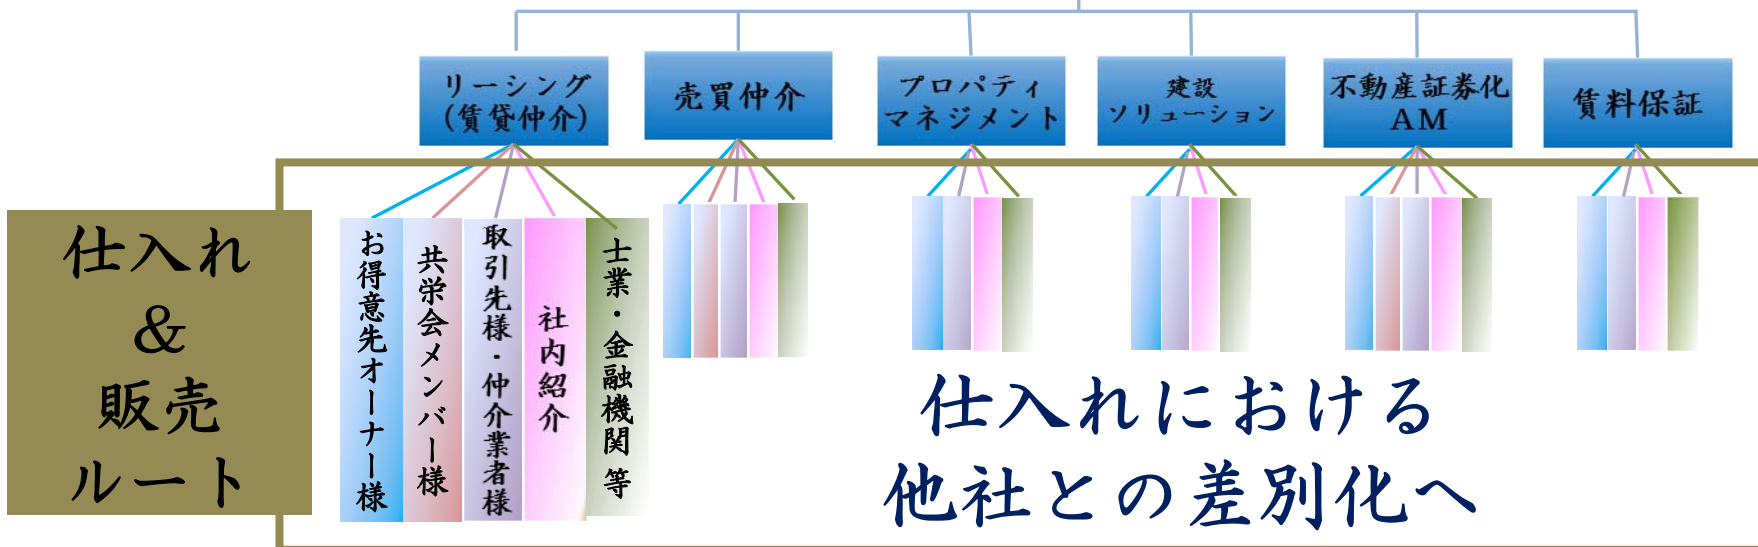 リーシング
(賃貸仲介)
売買仲介
プロパティ
マネジメント
建設
ソリューション
不動産証券化
AM
賃料保証
仕入れ
&
販売
ルート
お得意先オーナー様
共栄会メンバー様
取引先様・仲介業者様
社内紹介
士業・金融機関等
仕入れにおける
他社との差別化へ